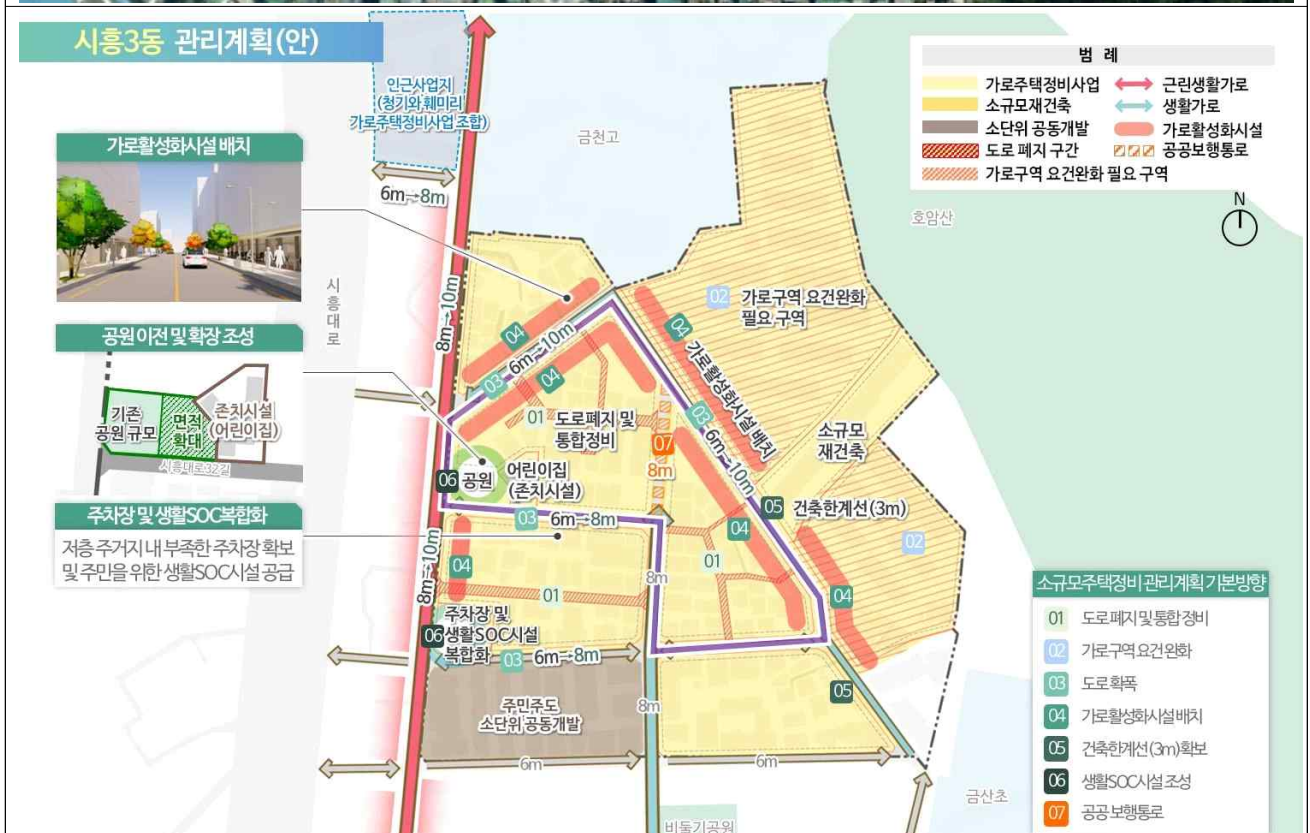 시흥3동 관리계획(안)
인근사업지
(청기와,훼미리
가로주택정비사업 조합)
금천고
범 례
가로주택정비사업
근린생활가로
소규모재건축
생활가로
소단위 공동개발
가로활성화시설
도로 폐지 구간
공공보행통로
가로구역 요건완화 필요 구역
N
호암산
가로활성화시설 배치
6m→8m
시흥대로
8m→10m
공원 이전 및 확장 조성
기존
공원 규모
면적
확대
존치시설
(어린이집)
시흥대로32길
주차장 및 생활SOC복합화
저층 주거지 내 부족한 주차장 확보
및 주민을 위한 생활SOC시설 공급
04
03
6m→10m
04
02
가로구역 요건완화
필요 구역
04
가로활성화시설 배치
03
6m→10m
01
도로폐지 및
통합정비
07
8m
소규모
재건축
06
공원
어린이집
(존치시설)
03
6m→8m
05
건축한계선(3m)
04
02
8m→10m
04
01
8m
01
04
주차장 및
06
생활SOC시설
복합화
03
6m→8m
주민주도
소단위 공동개발
8m
05
6m
6m
금산초
비둘기공원
소규모주택정비 관리계획 기본방향
01 도로 폐지 및 통합 정비
02 가로구역 요건 완화
03 도로 확폭
04 가로활성화시설 배치
05 건축한계선(3m) 확보
06 생활SOC시설 조성
07 공공 보행통로